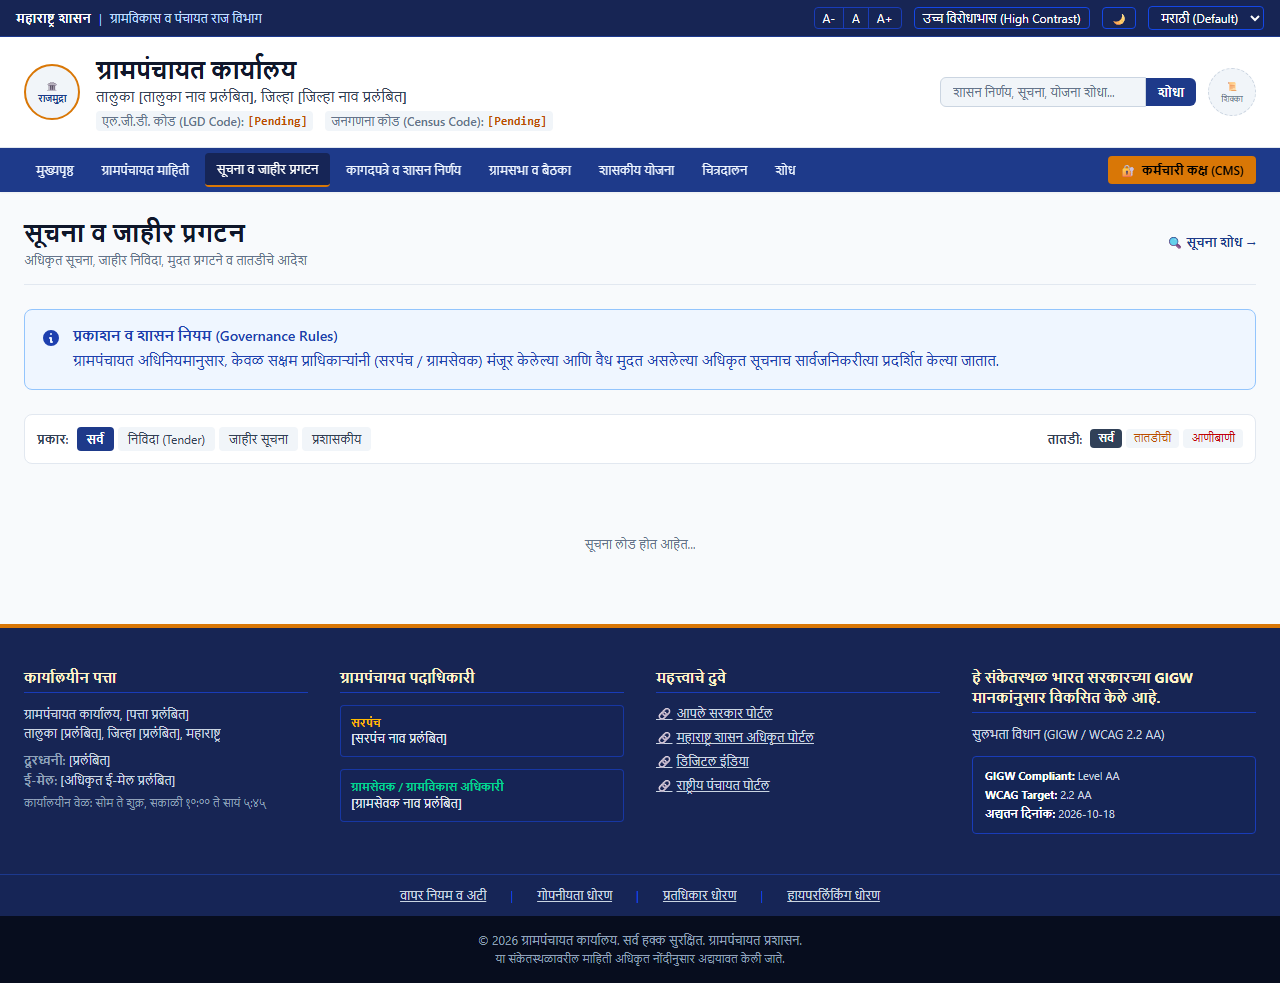 महाराष्ट्र शासन | ग्रामविकास व पंचायत राज विभाग
A- A A+ उच्च विरोधाभास (High Contrast) मराठी (Default)
राजमुद्रा
ग्रामपंचायत कार्यालय
तालुका [तालुका नाव प्रलंबित], जिल्हा [जिल्हा नाव प्रलंबित]
एल.जी.डी. कोड (LGD Code): [Pending] जनगणना कोड (Census Code): [Pending]
शासन निर्णय, सूचना, योजना शोधा... शोधा
शिक्का
मुख्यपृष्ठ ग्रामपंचायत माहिती सूचना व जाहीर प्रगटन कागदपत्रे व शासन निर्णय ग्रामसभा व बैठका शासकीय योजना चित्रदालन शोध
कर्मचारी कक्ष (CMS)
सूचना व जाहीर प्रगटन
अधिकृत सूचना, जाहीर निविदा, मुदत प्रगटने व तातडीचे आदेश
सूचना शोध →
प्रकाशन व शासन नियम (Governance Rules)
ग्रामपंचायत अधिनियमानुसार, केवळ सक्षम प्राधिकाऱ्यांनी (सरपंच / ग्रामसेवक) मंजूर केलेल्या आणि वैध मुदत असलेल्या अधिकृत सूचनाच सार्वजनिकरीत्या प्रदर्शित केल्या जातात.
प्रकार: सर्व निविदा (Tender) जाहीर सूचना प्रशासकीय
तातडी: सर्व तातडीची आणीबाणी
सूचना लोड होत आहेत...
कार्यालयीन पत्ता
ग्रामपंचायत कार्यालय, [पत्ता प्रलंबित]
तालुका [प्रलंबित], जिल्हा [प्रलंबित], महाराष्ट्र
दूरध्वनी: [प्रलंबित]
ई-मेल: [अधिकृत ई-मेल प्रलंबित]
कार्यालयीन वेळ: सोम ते शुक्र, सकाळी १०:०० ते सायं ५:४५
ग्रामपंचायत पदाधिकारी
सरपंच
[सरपंच नाव प्रलंबित]
ग्रामसेवक / ग्रामविकास अधिकारी
[ग्रामसेवक नाव प्रलंबित]
महत्त्वाचे दुवे
आपले सरकार पोर्टल
महाराष्ट्र शासन अधिकृत पोर्टल
डिजिटल इंडिया
राष्ट्रीय पंचायत पोर्टल
हे संकेतस्थळ भारत सरकारच्या GIGW
मानकांनुसार विकसित केले आहे.
सुलभता विधान (GIGW / WCAG 2.2 AA)
GIGW Compliant: Level AA
WCAG Target: 2.2 AA
अद्यतन दिनांक: 2026-10-18
वापर नियम व अटी | गोपनीयता धोरण | प्रतधिकार धोरण | हायपरलिंकिंग धोरण
© 2026 ग्रामपंचायत कार्यालय. सर्व हक्क सुरक्षित. ग्रामपंचायत प्रशासन.
या संकेतस्थळावरील माहिती अधिकृत नोंदीनुसार अद्ययावत केली जाते.